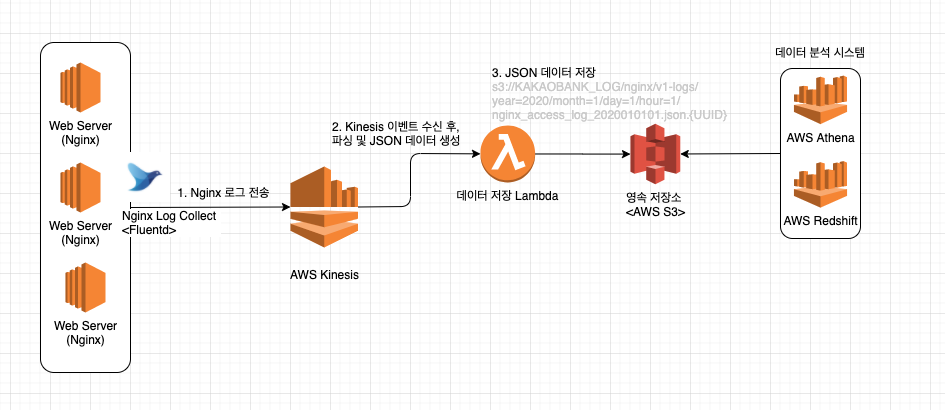 데이터 분석 시스템
3. JSON 데이터 저장
s3://KAKAOBANK_LOG/nginx/v1-logs/
year=2020/month=1/day=1/hour=1/
nginx_access_log_2020010101.json.{UUID}
Web Server
(Nginx)
2. Kinesis 이벤트 수신 후,
파싱 및 JSON 데이터 생성
AWS Athena
1. Nginx 로그 전송
데이터 저장 Lambda
영속 저장소
<AWS S3>
Web Server
(Nginx)
Nginx Log Collect
<Fluentd>
AWS Redshift
AWS Kinesis
Web Server
(Nginx)